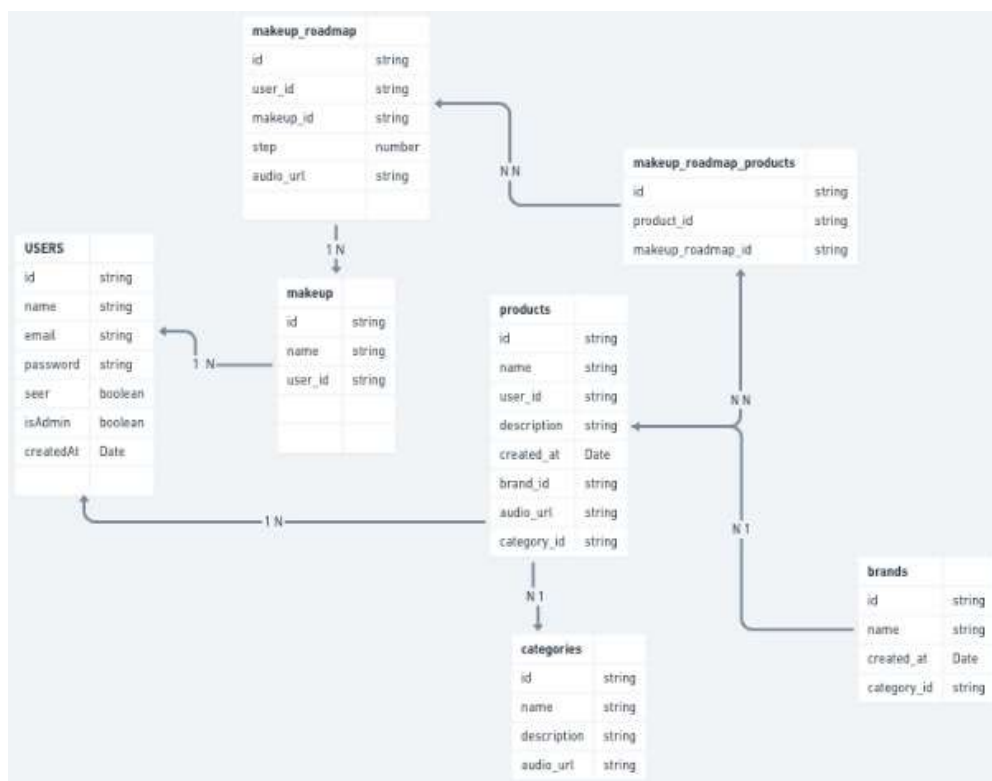 makeup_roadmap
id string
user_id string
makeup_id string
step number
audio_url string
N N
makeup_roadmap_products
id string
product_id string
makeup_roadmap_id string
1 N
USERS
id string
name string
email string
password string
seer boolean
isAdmin boolean
createdAt Date
makeup
id string
name string
user_id string
1 N
products
id string
name string
user_id string
description string
created_at Date
brand_id string
audio_url string
category_id string
N N
1 N
N 1
N 1
brands
id string
name string
created_at Date
category_id string
categories
id string
name string
description string
audio_url string